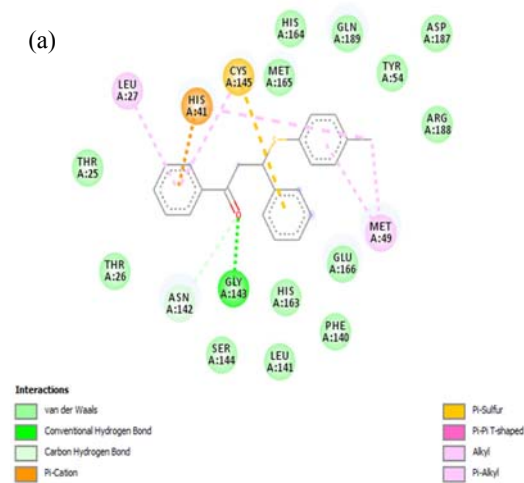 (a)
HIS
A:164
GLN
A:189
ASP
A:187
CYS
A:145
MET
A:165
TYR
A:54
LEU
A:27
HIS
A:41
ARG
A:188
THR
A:25
MET
A:49
GLU
A:166
THR
A:26
ASN
A:142
GLY
A:143
HIS
A:163
PHE
A:140
SER
A:144
LEU
A:141
Interactions
van der Waals
Conventional Hydrogen Bond
Carbon Hydrogen Bond
Pi-Cation
Pi-Sulfur
Pi-Pi T-shaped
Alkyl
Pi-Alkyl